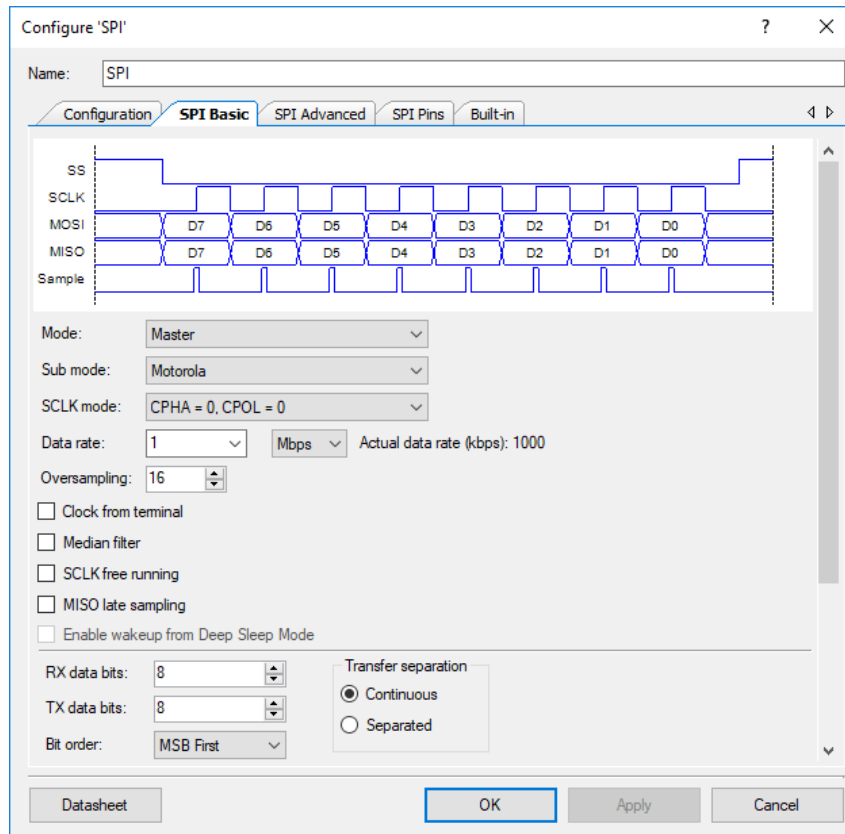 Configure 'SPI'
Name: SPI
Configuration SPI Basic SPI Advanced SPI Pins Built-in
SS
SCLK
MOSI D7 D6 D5 D4 D3 D2 D1 D0
MISO D7 D6 D5 D4 D3 D2 D1 D0
Sample
Mode: Master
Sub mode: Motorola
SCLK mode: CPHA = 0, CPOL = 0
Data rate: 1 Mbps Actual data rate (kbps): 1000
Oversampling: 16
Clock from terminal
Median filter
SCLK free running
MISO late sampling
Enable wakeup from Deep Sleep Mode
RX data bits: 8 Transfer separation
Continuous
TX data bits: 8
Separated
Bit order: MSB First
Datasheet OK Apply Cancel